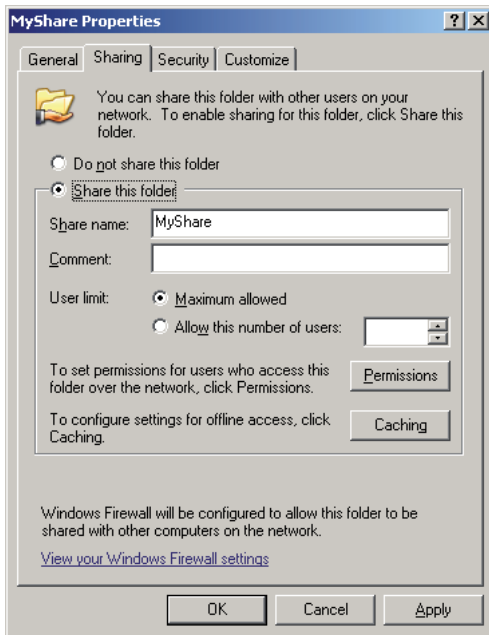 MyShare Properties
? X
General Sharing Security Customize
You can share this folder with other users on your
network. To enable sharing for this folder, click Share this
folder.
Do not share this folder
Share this folder
Share name: MyShare
Comment:
User limit: Maximum allowed
Allow this number of users:
To set permissions for users who access this
folder over the network, click Permissions.
Permissions
To configure settings for offline access, click
Caching.
Caching
Windows Firewall will be configured to allow this folder to be
shared with other computers on the network.
View your Windows Firewall settings
OK Cancel Apply